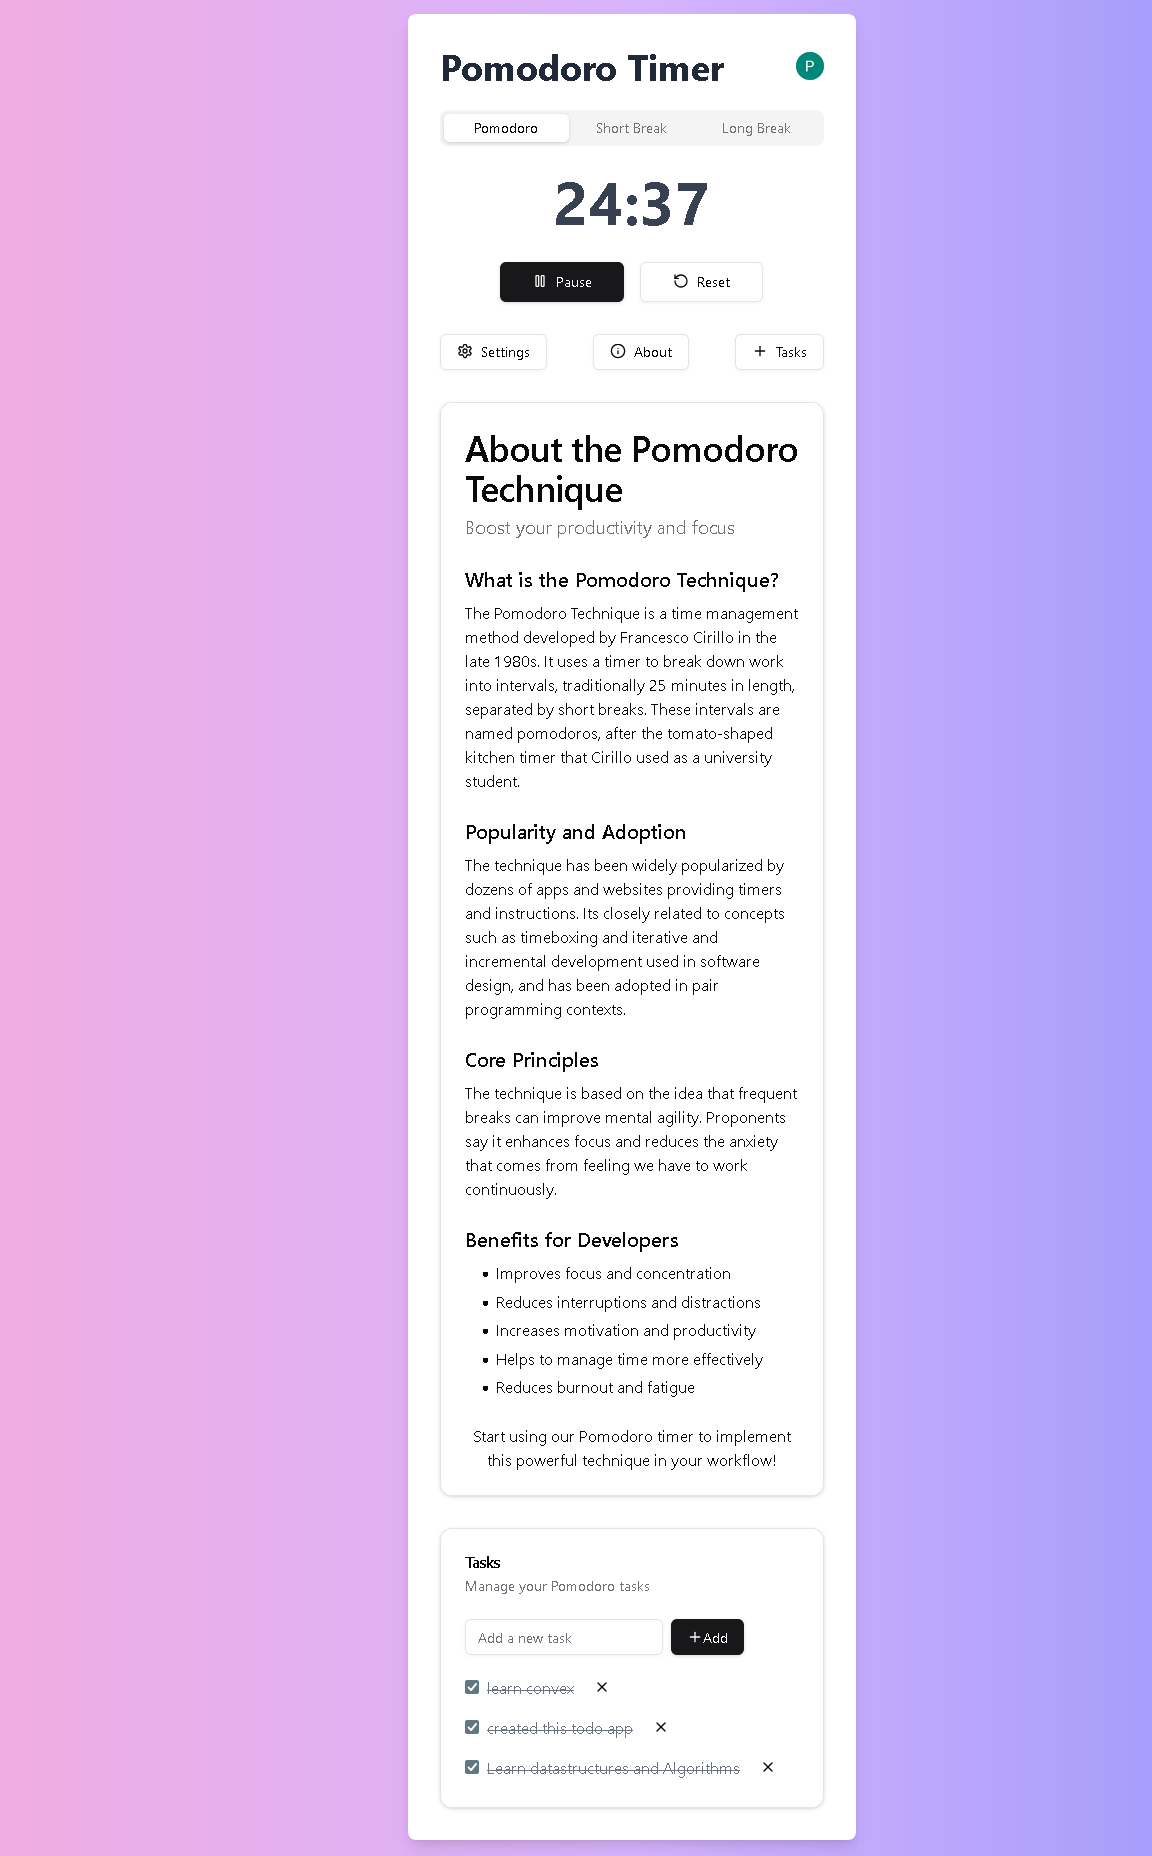 Pomodoro Timer
P
Pomodoro Short Break Long Break
24:37
Pause Reset
Settings About Tasks
About the Pomodoro
Technique
Boost your productivity and focus
What is the Pomodoro Technique?
The Pomodoro Technique is a time management
method developed by Francesco Cirillo in the
late 1980s. It uses a timer to break down work
into intervals, traditionally 25 minutes in length,
separated by short breaks. These intervals are
named pomodoros, after the tomato-shaped
kitchen timer that Cirillo used as a university
student.
Popularity and Adoption
The technique has been widely popularized by
dozens of apps and websites providing timers
and instructions. Its closely related to concepts
such as timeboxing and iterative and
incremental development used in software
design, and has been adopted in pair
programming contexts.
Core Principles
The technique is based on the idea that frequent
breaks can improve mental agility. Proponents
say it enhances focus and reduces the anxiety
that comes from feeling we have to work
continuously.
Benefits for Developers
• Improves focus and concentration
• Reduces interruptions and distractions
• Increases motivation and productivity
• Helps to manage time more effectively
• Reduces burnout and fatigue
Start using our Pomodoro timer to implement
this powerful technique in your workflow!
Tasks
Manage your Pomodoro tasks
Add a new task +Add
learn convex
created this todo app
Learn datastructures and Algorithms